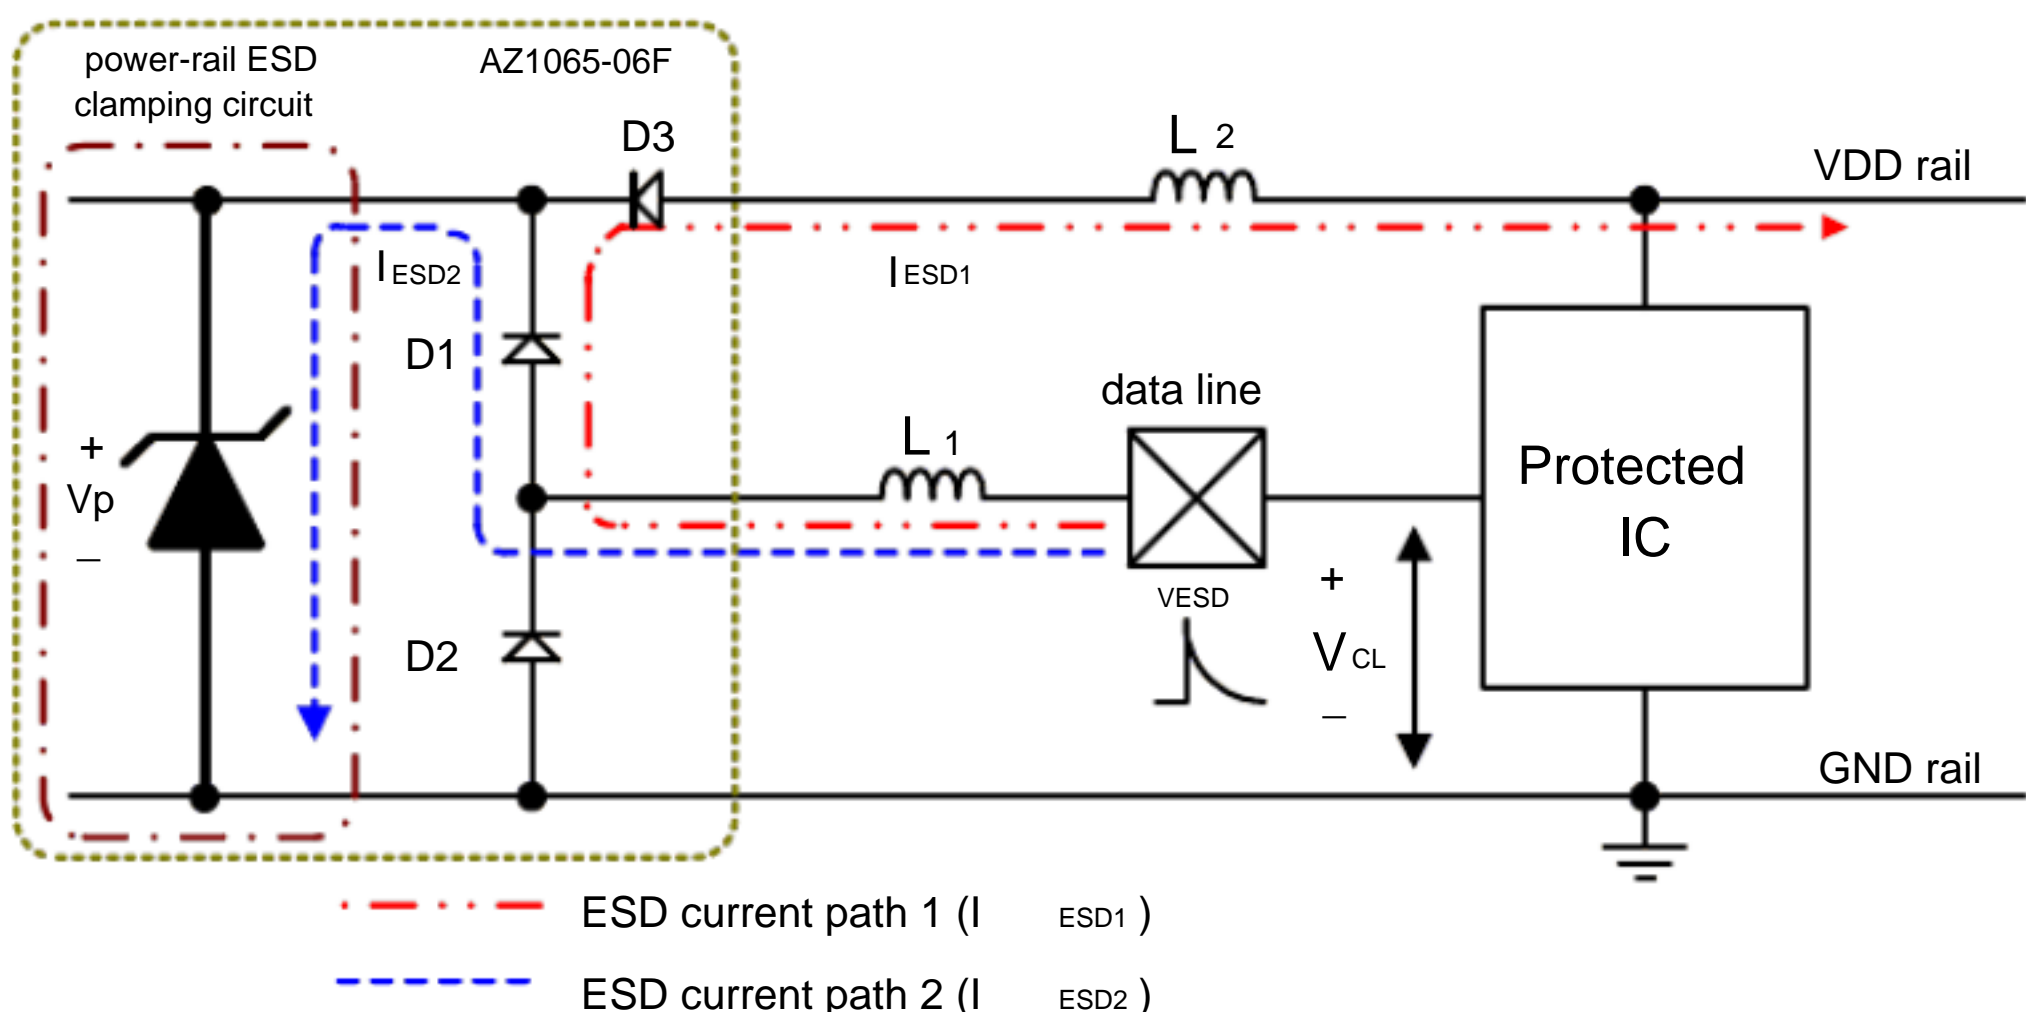 power-rail ESD
clamping circuit
AZ1065-06F
D3
L 2
VDD rail
I ESD2
I ESD1
D1
data line
L 1
+
Vp
–
Protected
IC
VESD
+
V CL
–
D2
GND rail
ESD current path 1 (I ESD1 )
ESD current path 2 (I ESD2 )